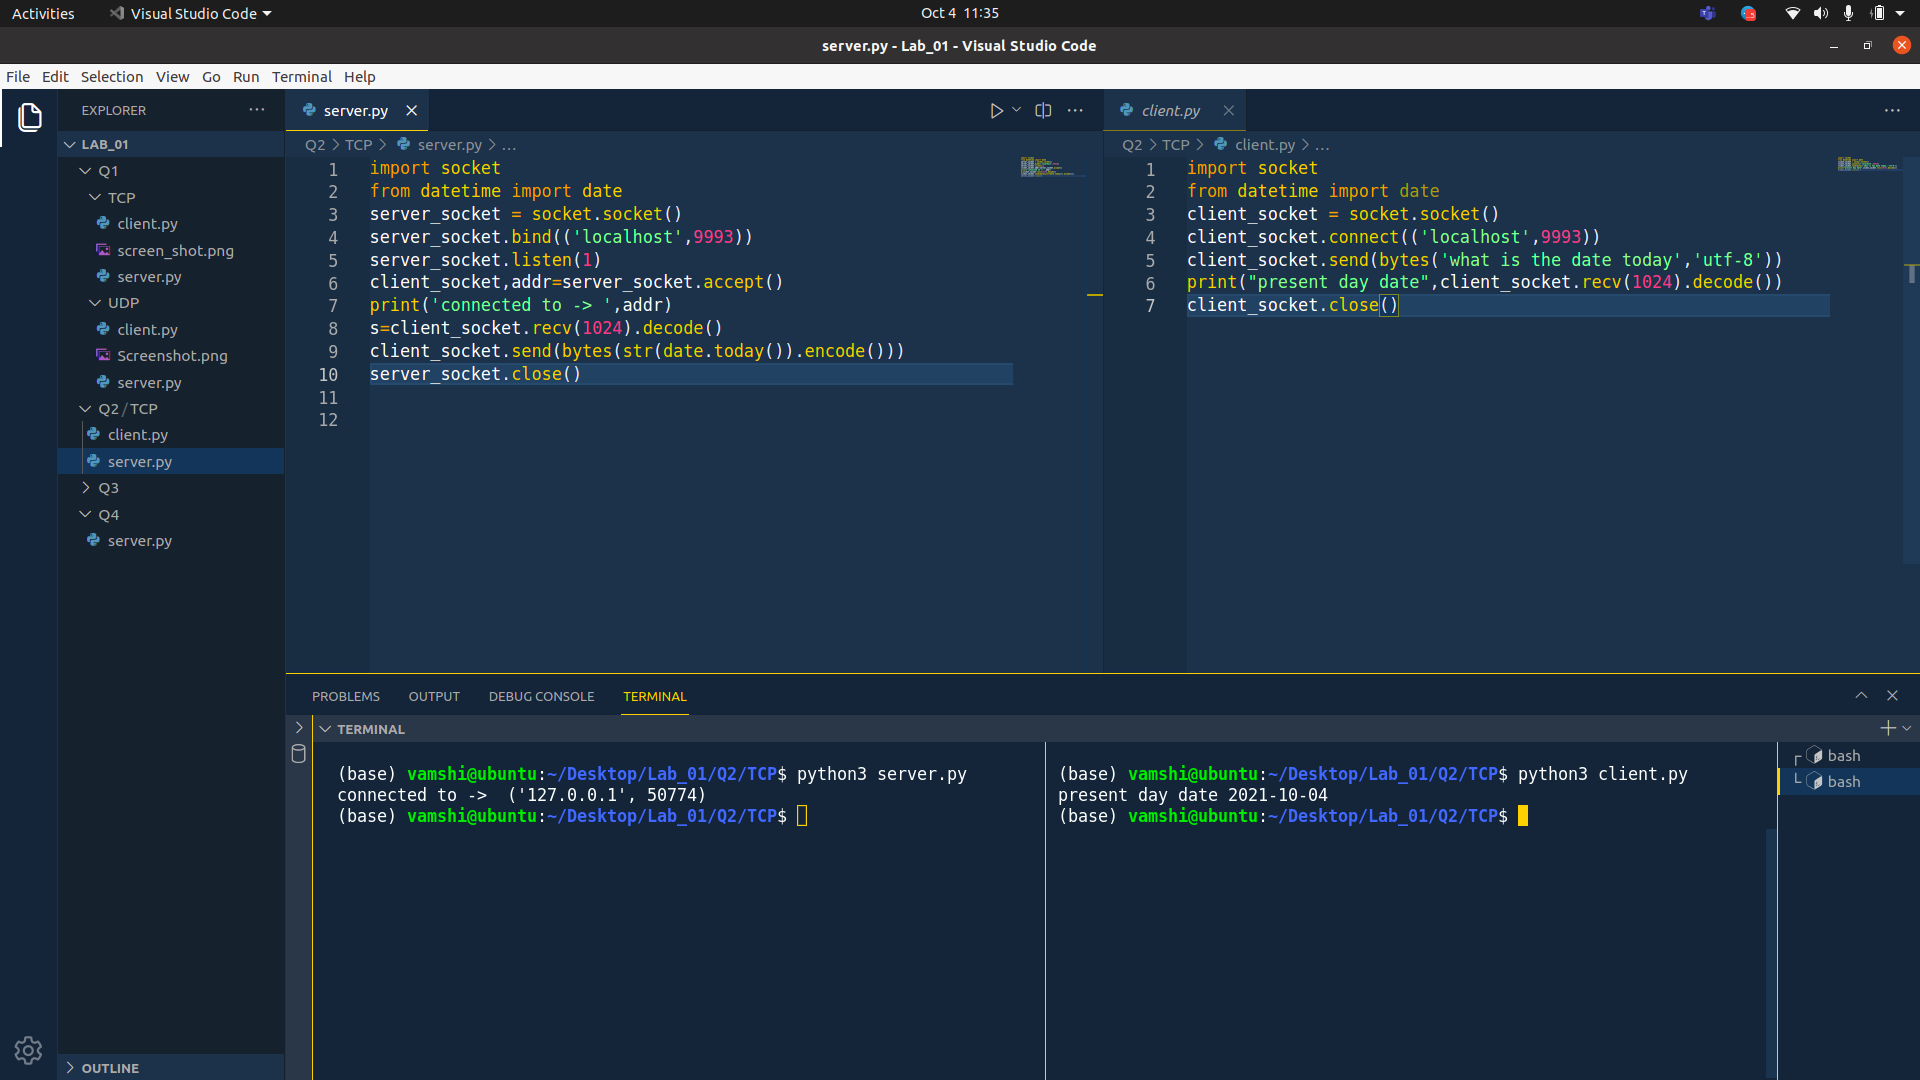 Activities
Visual Studio Code
Oct 4 11:35
server.py - Lab_01 - Visual Studio Code
File Edit Selection View Go Run Terminal Help
EXPLORER
LAB_01
Q1
TCP
client.py
screen_shot.png
server.py
UDP
client.py
Screenshot.png
server.py
Q2/TCP
client.py
server.py
Q3
Q4
server.py
OUTLINE
server.py
Q2 > TCP > server.py > ...
1 import socket
2 from datetime import date
3 server_socket = socket.socket()
4 server_socket.bind(('localhost',9993))
5 server_socket.listen(1)
6 client_socket,addr=server_socket.accept()
7 print('connected to -> ',addr)
8 s=client_socket.recv(1024).decode()
9 client_socket.send(bytes(str(date.today()).encode()))
10 server_socket.close()
11
12
client.py
Q2 > TCP > client.py > ...
1 import socket
2 from datetime import date
3 client_socket = socket.socket()
4 client_socket.connect(('localhost',9993))
5 client_socket.send(bytes('what is the date today','utf-8'))
6 print("present day date",client_socket.recv(1024).decode())
7 client_socket.close()
PROBLEMS OUTPUT DEBUG CONSOLE TERMINAL
TERMINAL
(base) vamshi@ubuntu:~/Desktop/Lab_01/Q2/TCP$ python3 server.py
connected to ->  ('127.0.0.1', 50774)
(base) vamshi@ubuntu:~/Desktop/Lab_01/Q2/TCP$
(base) vamshi@ubuntu:~/Desktop/Lab_01/Q2/TCP$ python3 client.py
present day date 2021-10-04
(base) vamshi@ubuntu:~/Desktop/Lab_01/Q2/TCP$
bash
bash